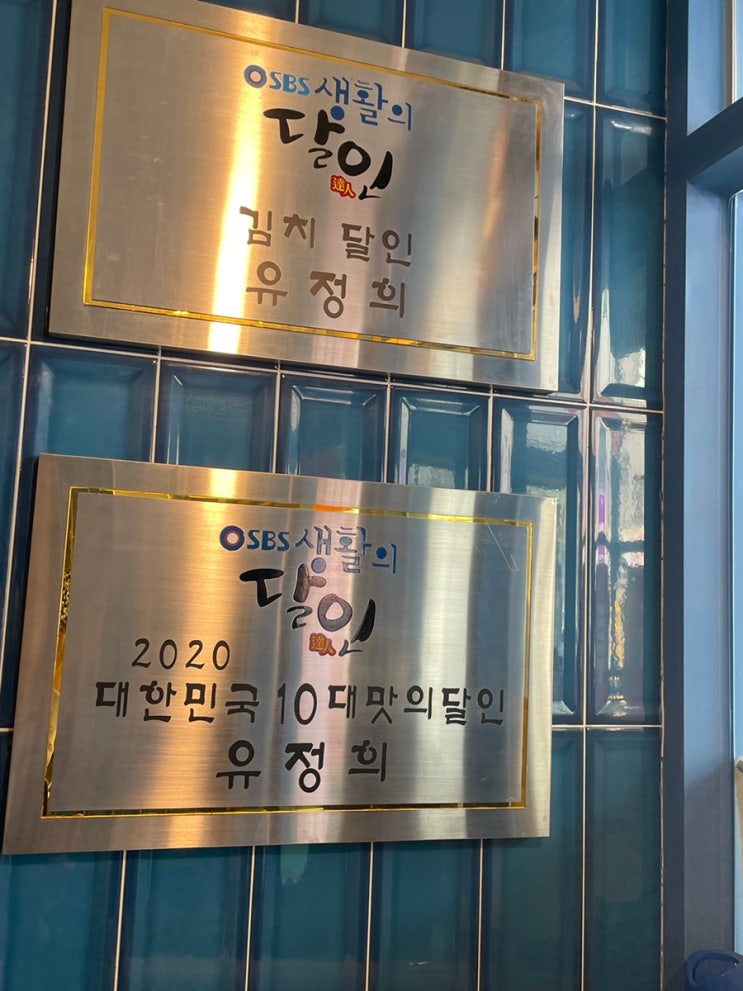 SBS 생활의
달인
達人
김치 달인
유정희
SBS 생활의
달인
達人
2020
대한민국 10대맛의달인
유정희